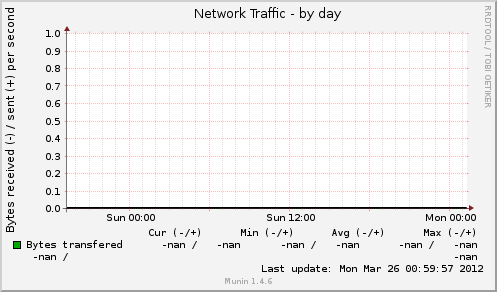 Network Traffic - by day
RRDTOOL / TOBI OETIKER
Bytes received (-) / sent (+) per second
1.0
0.9
0.8
0.7
0.6
0.5
0.4
0.3
0.2
0.1
0.0
Sun 00:00 Sun 12:00 Mon 00:00
Cur (-/+) Min (-/+) Avg (-/+) Max (-/+)
Bytes transfered -nan / -nan -nan / -nan -nan / -nan
-nan / -nan
Last update: Mon Mar 26 00:59:57 2012
Munin 1.4.6